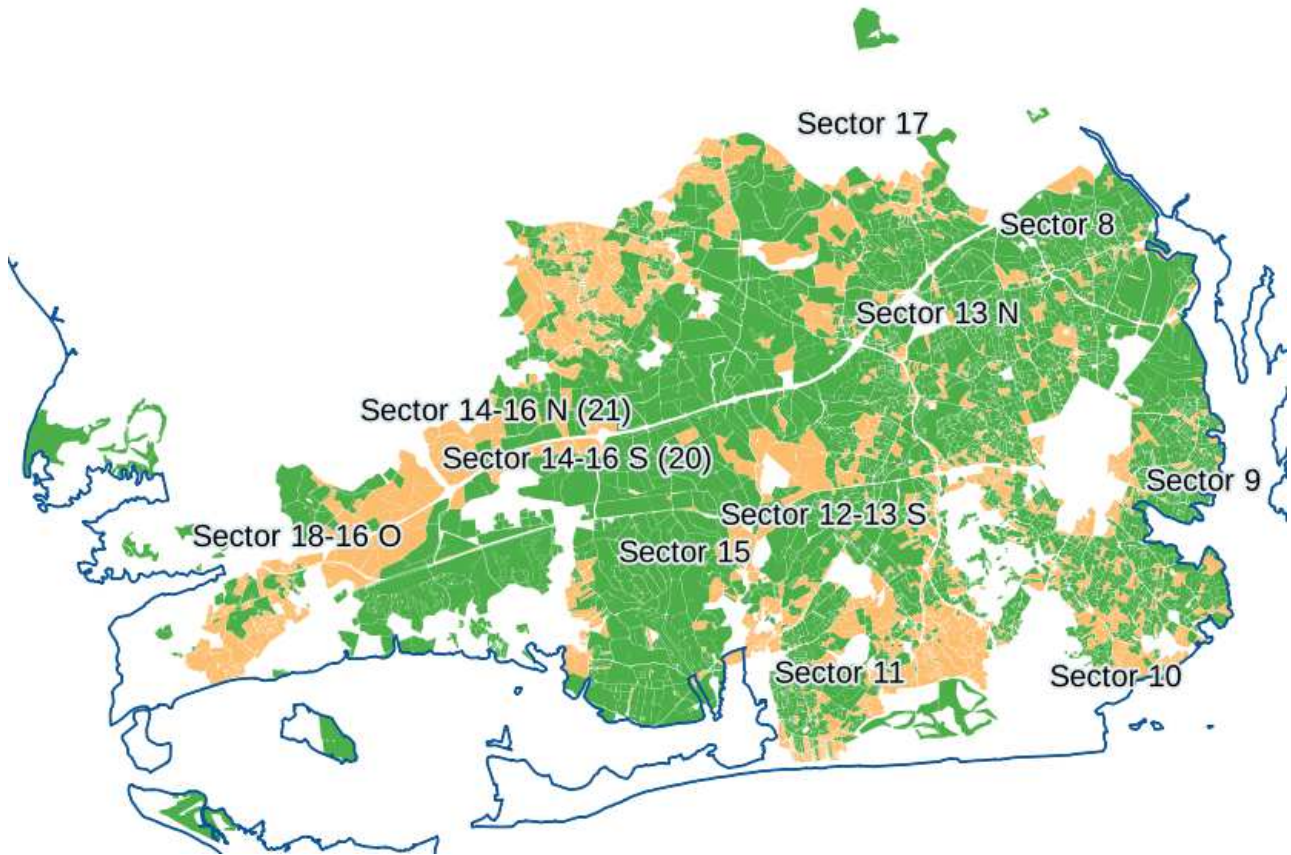 Sector 17
Sector 8
Sector 13 N
Sector 14-16 N (21)
Sector 14-16 S (20)
Sector 9
Sector 12-13 S
Sector 18-16 O
Sector 15
Sector 11
Sector 10